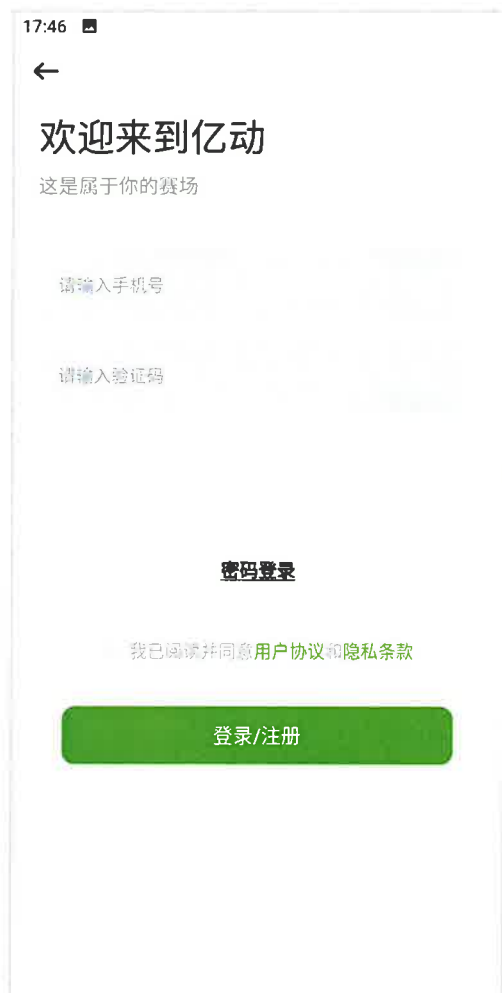 17:46
欢迎来到亿动
这是属于你的赛场
请输入手机号
请输入验证码
密码登录
我已阅读并同意用户协议和隐私条款
登录/注册